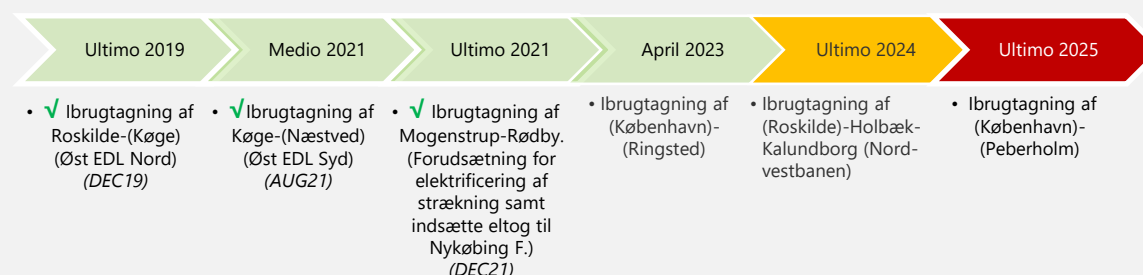 Ultimo 2019
Medio 2021
Ultimo 2021
April 2023
Ultimo 2024
Ultimo 2025
• √ Ibrugtagning af
Roskilde-(Køge)
(Øst EDL Nord)
(DEC19)
• √Ibrugtagning af
Køge-(Næstved)
(Øst EDL Syd)
(AUG21)
• √ Ibrugtagning af
Mogenstrup-Rødby.
(Forudsætning for
elektrificering af
strækning samt
indsætte eltog til
Nykøbing F.)
(DEC21)
• Ibrugtagning af
(København)-
(Ringsted)
• Ibrugtagning af
(Roskilde)-Holbæk-
Kalundborg (Nord-
vestbanen)
• Ibrugtagning af
(København)-
(Peberholm)